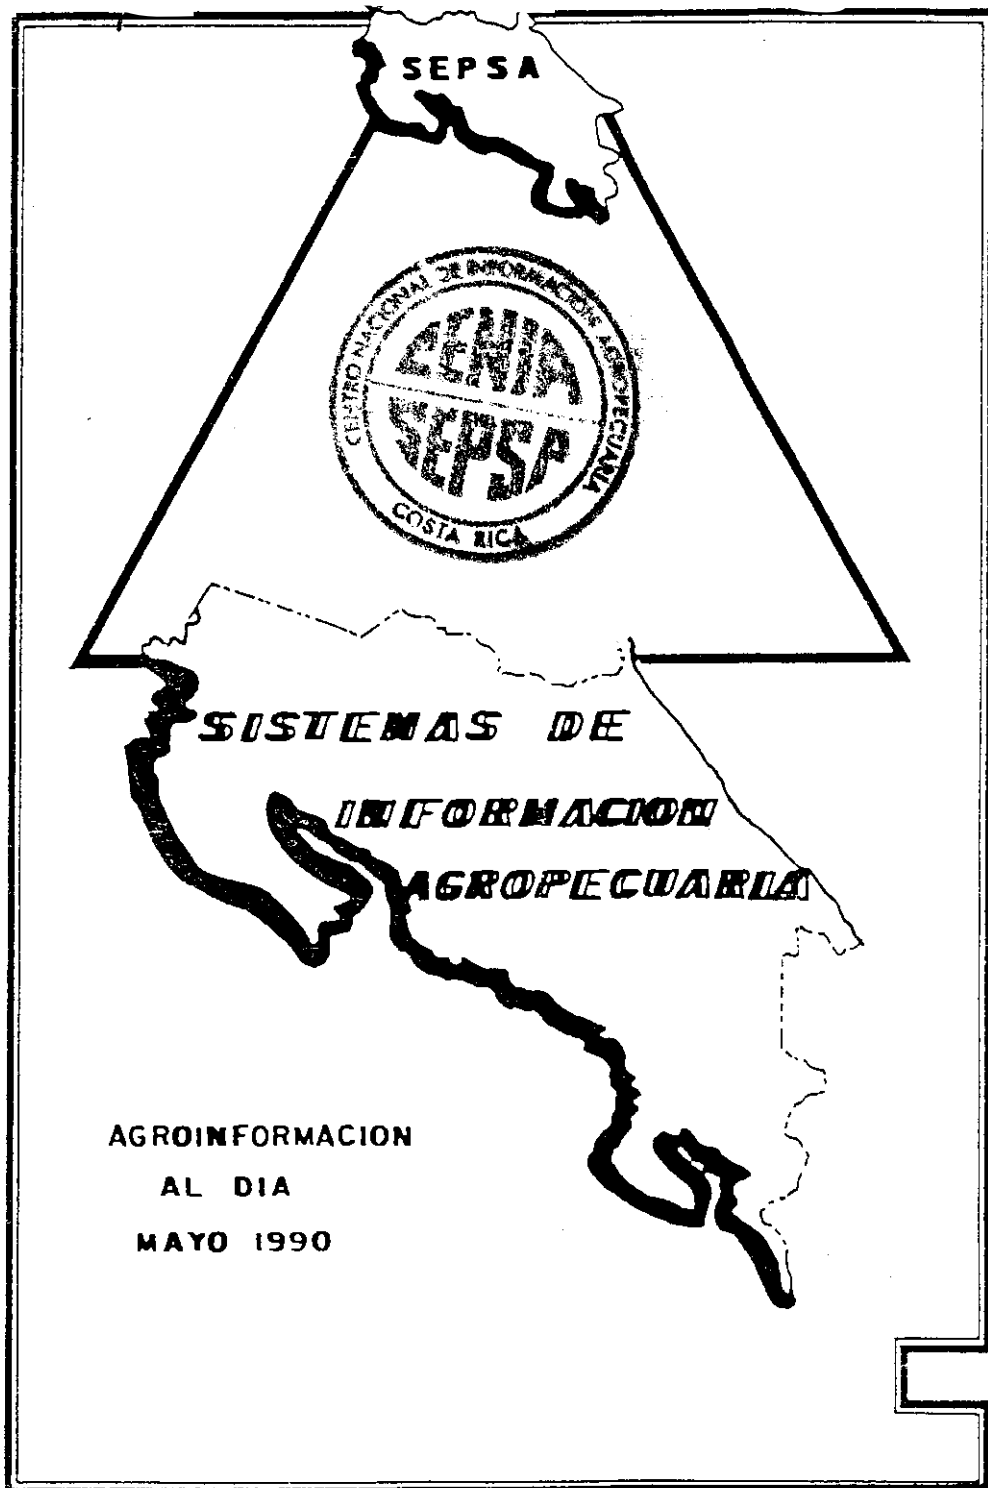 SEPSA
CENTRO NACIONAL DE INFORMACION AGROPECUARIA
CENIA
SEPSA
COSTA RICA
SISTEMAS DE
INFORMACION
AGROPECUARIA
AGROINFORMACION
AL DIA
MAYO 1990